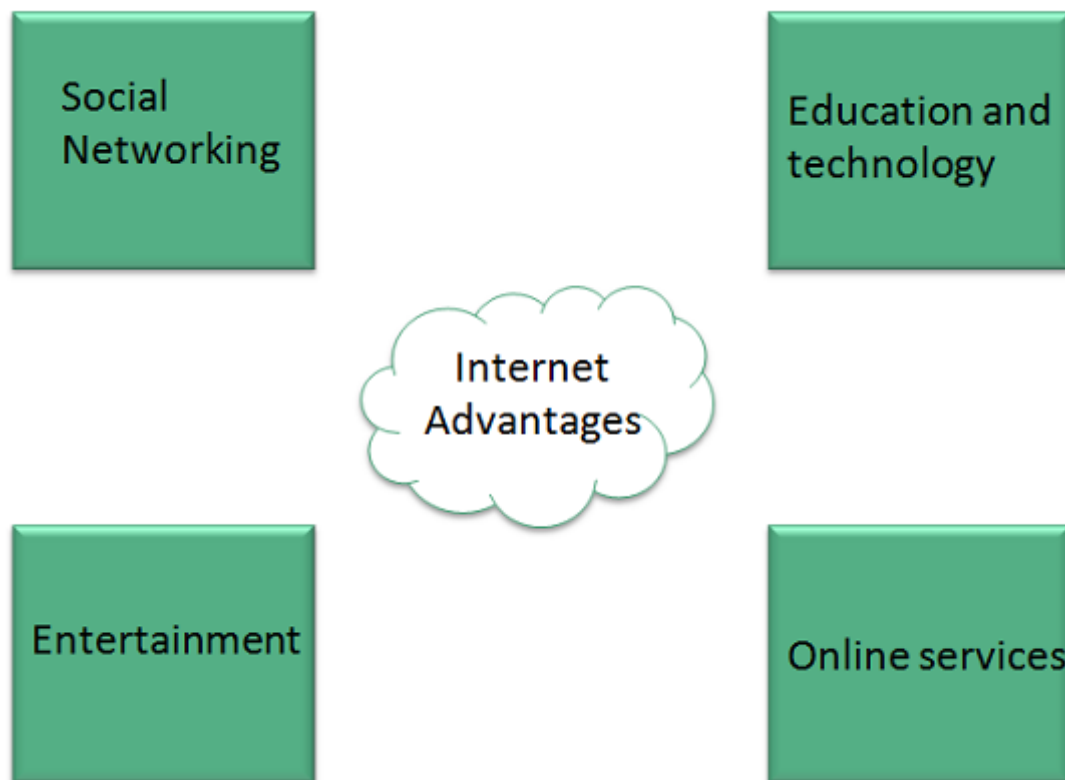 Social
Networking
Education and
technology
Internet
Advantages
Entertainment
Online services